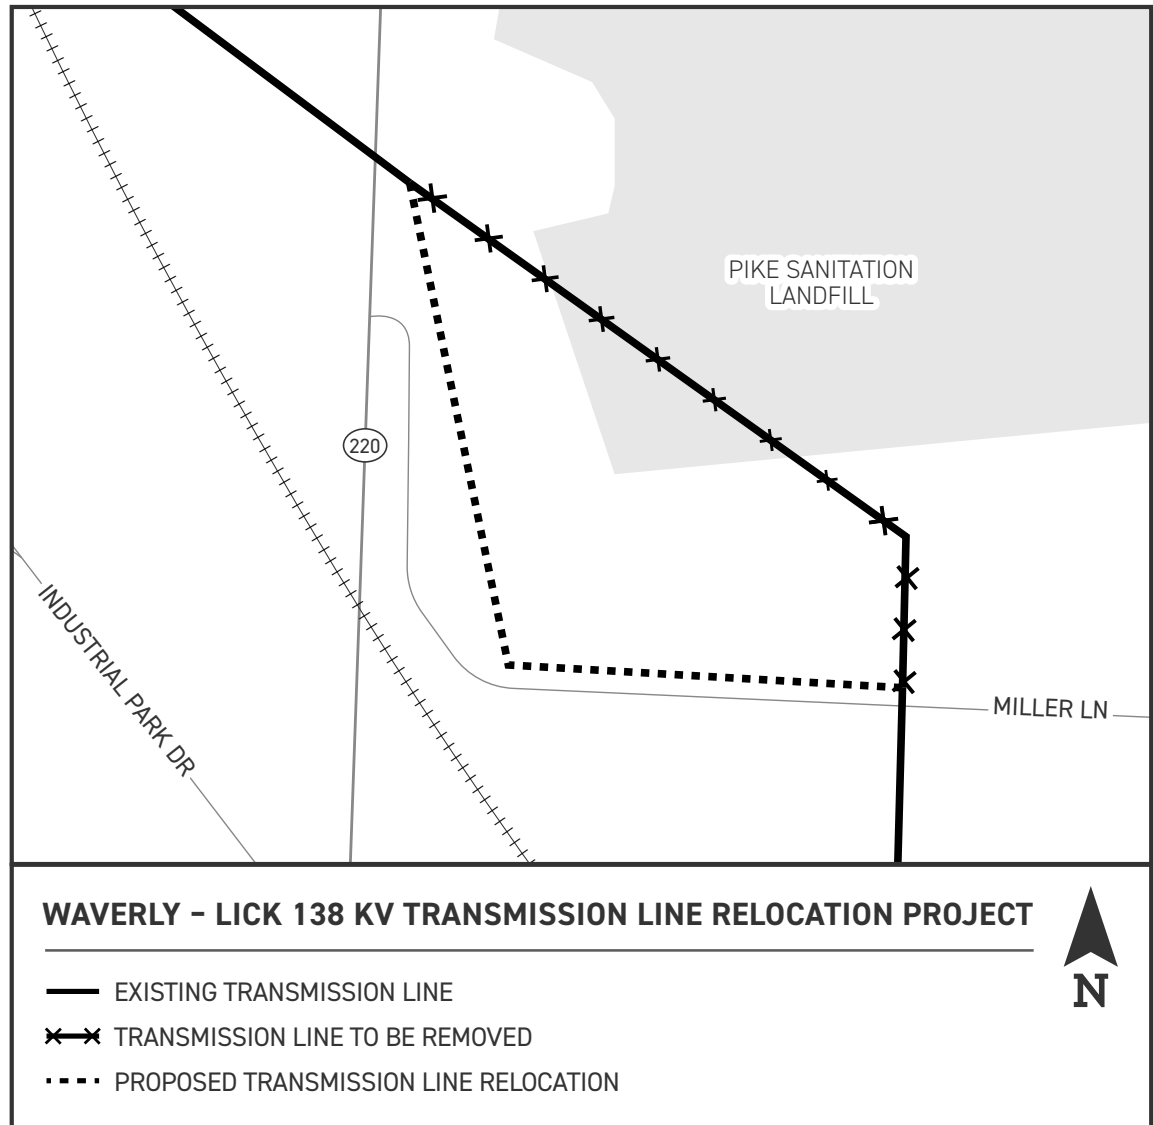 PIKE SANITATION
LANDFILL
220
INDUSTRIAL PARK DR
MILLER LN
WAVERLY – LICK 138 KV TRANSMISSION LINE RELOCATION PROJECT
N
EXISTING TRANSMISSION LINE
TRANSMISSION LINE TO BE REMOVED
PROPOSED TRANSMISSION LINE RELOCATION